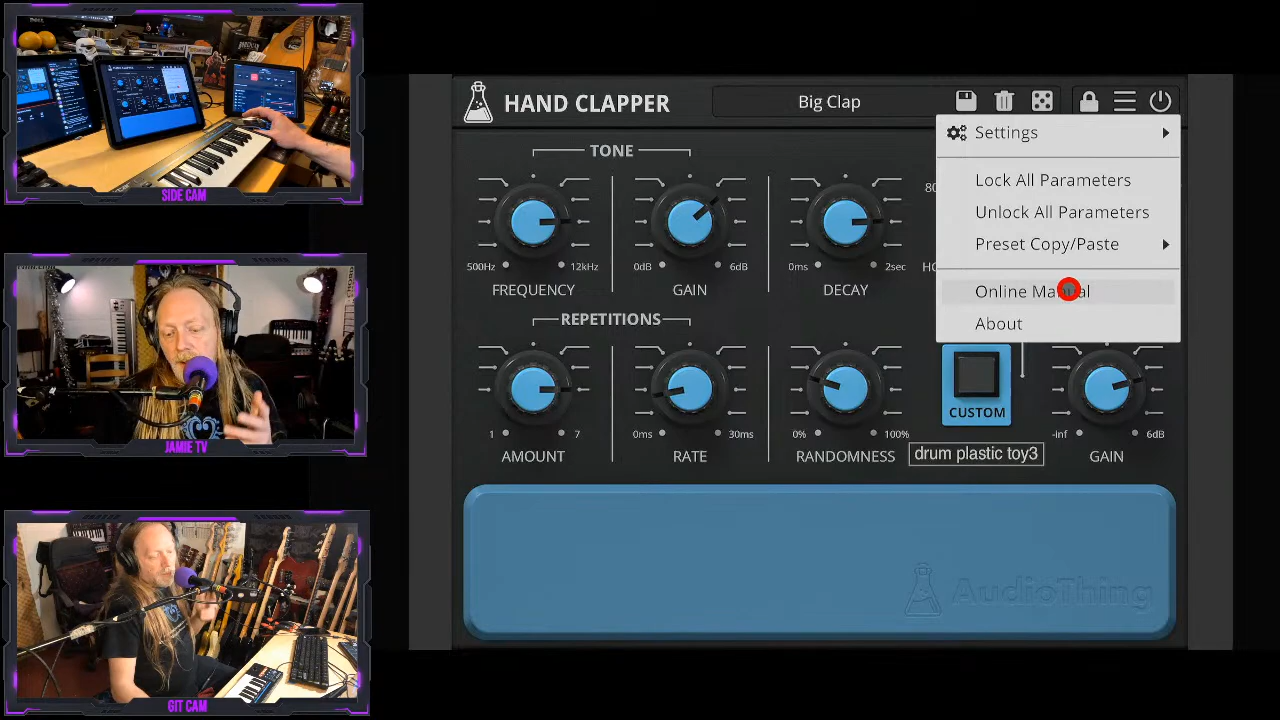 SIDE CAM
JAMIE TV
GIT CAM
HAND CLAPPER
Big Clap
Settings
Lock All Parameters
Unlock All Parameters
Preset Copy/Paste
Online Manual
About
TONE
500Hz
12kHz
0dB
6dB
0ms
2sec
80
HO
FREQUENCY
GAIN
DECAY
REPETITIONS
1
7
0ms
30ms
0%
100%
CUSTOM
-inf
6dB
AMOUNT
RATE
RANDOMNESS
drum plastic toy3
GAIN
AudioThing